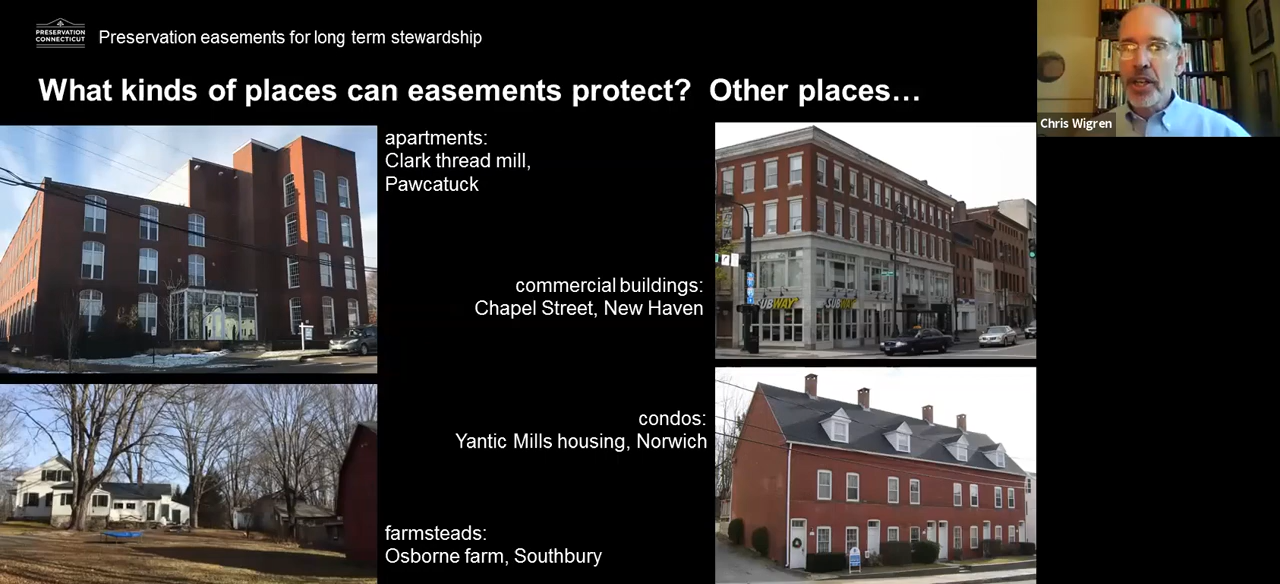 PRESERVATION
CONNECTICUT
Preservation easements for long term stewardship
What kinds of places can easements protect? Other places…
Chris Wigren
apartments:
Clark thread mill,
Pawcatuck
commercial buildings:
Chapel Street, New Haven
SUBWAY
SUBWAY
condos:
Yantic Mills housing, Norwich
farmsteads:
Osborne farm, Southbury